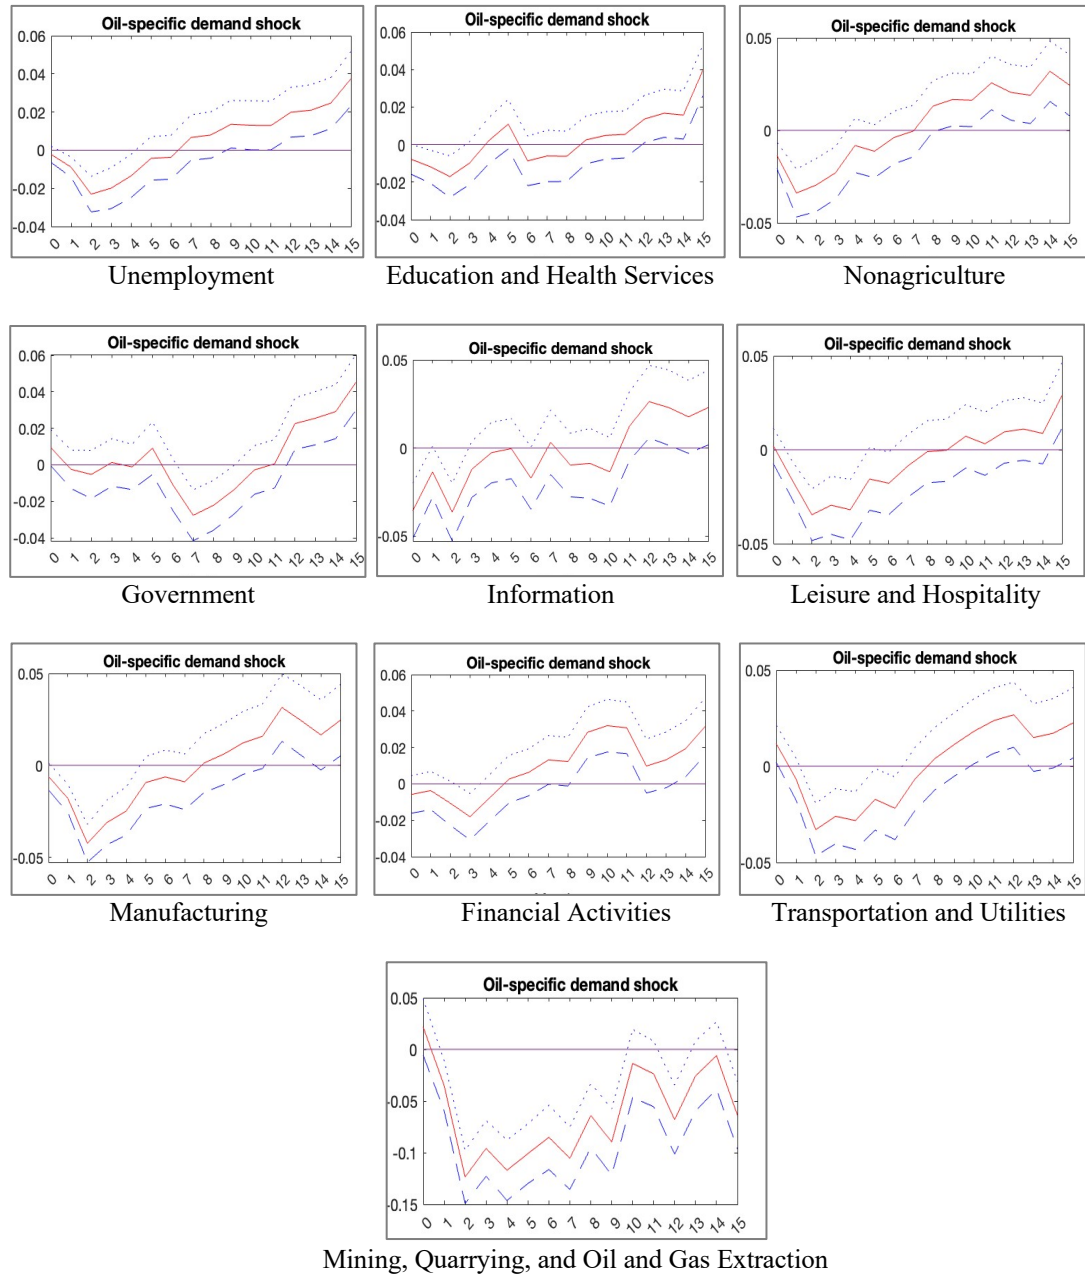 Oil-specific demand shock
0.06
0.04
0.02
0
-0.02
-0.04
0 1 2 3 4 5 6 7 8 9 10 11 12 13 14 15
Unemployment
Oil-specific demand shock
0.06
0.04
0.02
0
-0.02
-0.04
0 1 2 3 4 5 6 7 8 9 10 11 12 13 14 15
Education and Health Services
Oil-specific demand shock
0.05
0
-0.05
0 1 2 3 4 5 6 7 8 9 10 11 12 13 14 15
Nonagriculture
Oil-specific demand shock
0.06
0.04
0.02
0
-0.02
-0.04
0 1 2 3 4 5 6 7 8 9 10 11 12 13 14 15
Government
Oil-specific demand shock
0.05
0
-0.05
0 1 2 3 4 5 6 7 8 9 10 11 12 13 14 15
Information
Oil-specific demand shock
0.05
0
-0.05
0 1 2 3 4 5 6 7 8 9 10 11 12 13 14 15
Leisure and Hospitality
Oil-specific demand shock
0.05
0
-0.05
0 1 2 3 4 5 6 7 8 9 10 11 12 13 14 15
Manufacturing
Oil-specific demand shock
0.06
0.04
0.02
0
-0.02
-0.04
0 1 2 3 4 5 6 7 8 9 10 11 12 13 14 15
Financial Activities
Oil-specific demand shock
0.05
0
-0.05
0 1 2 3 4 5 6 7 8 9 10 11 12 13 14 15
Transportation and Utilities
Oil-specific demand shock
0.05
0
-0.05
-0.1
-0.15
0 1 2 3 4 5 6 7 8 9 10 11 12 13 14 15
Mining, Quarrying, and Oil and Gas Extraction